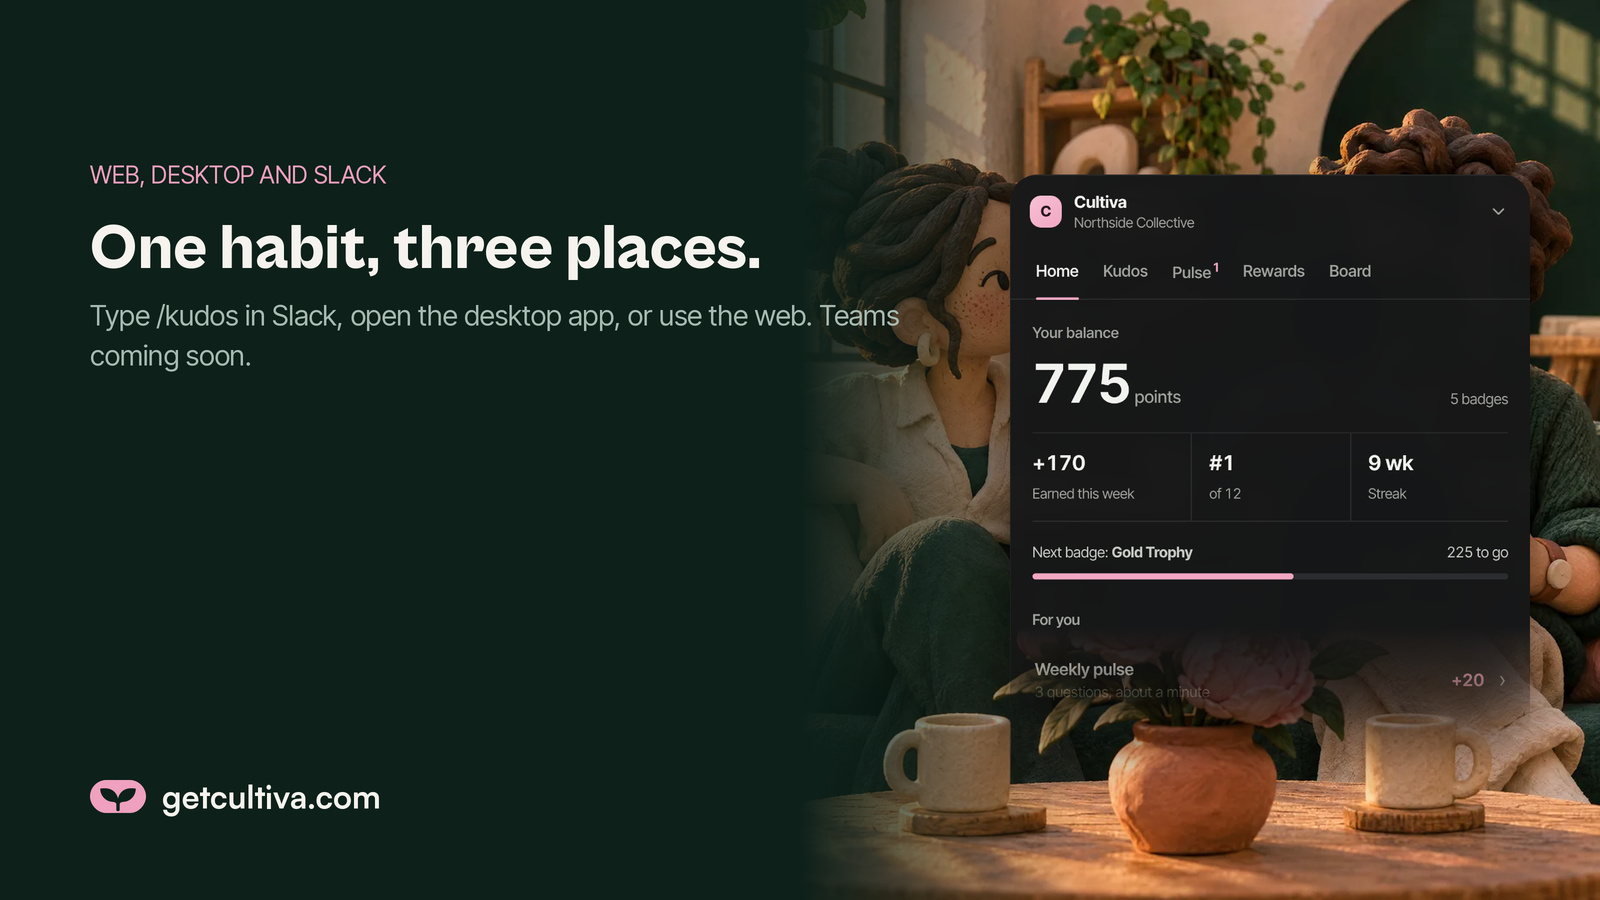 WEB, DESKTOP AND SLACK
One habit, three places.
Type /kudos in Slack, open the desktop app, or use the web. Teams
coming soon.
getcultiva.com
C
Cultiva
Northside Collective
Home Kudos Pulse 1 Rewards Board
Your balance
775 points
5 badges
+170 #1 9 wk
Earned this week of 12 Streak
Next badge: Gold Trophy 225 to go
For you
Weekly pulse
3 questions, about a minute
+20